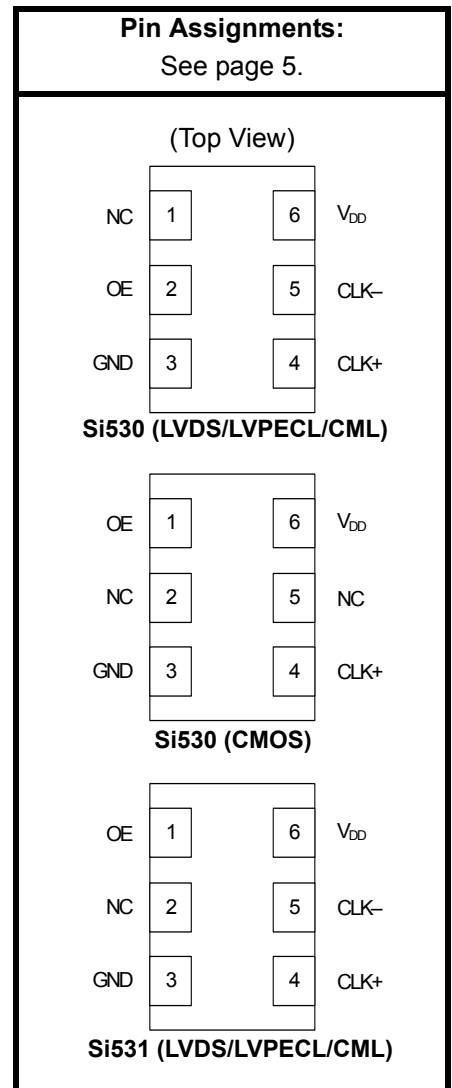 Pin Assignments:
See page 5.
(Top View)
NC 1 6 VDD
OE 2 5 CLK–
GND 3 4 CLK+
Si530 (LVDS/LVPECL/CML)
OE 1 6 VDD
NC 2 5 NC
GND 3 4 CLK+
Si530 (CMOS)
OE 1 6 VDD
NC 2 5 CLK–
GND 3 4 CLK+
Si531 (LVDS/LVPECL/CML)